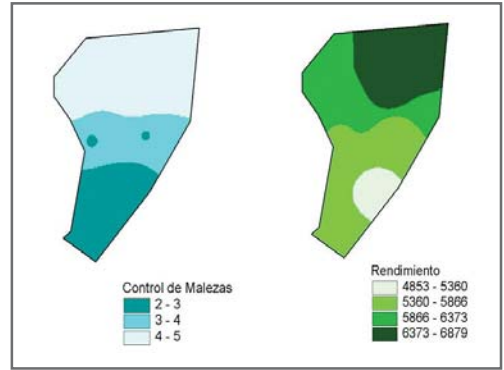 Control de Malezas
2 - 3
3 - 4
4 - 5
Rendimiento
4853 - 5360
5360 - 5866
5866 - 6373
6373 - 6879